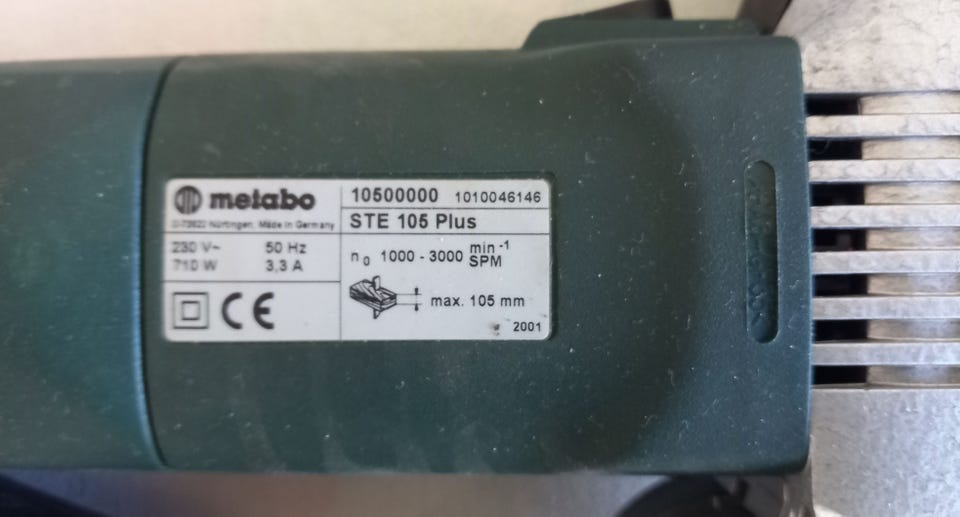 metabo
D-72622 Nürtingen, Made in Germany
10500000 1010046146
STE 105 Plus
230 V~ 50 Hz
710 W 3,3 A
n0 1000 - 3000 min-1 SPM
CE
max. 105 mm
2001